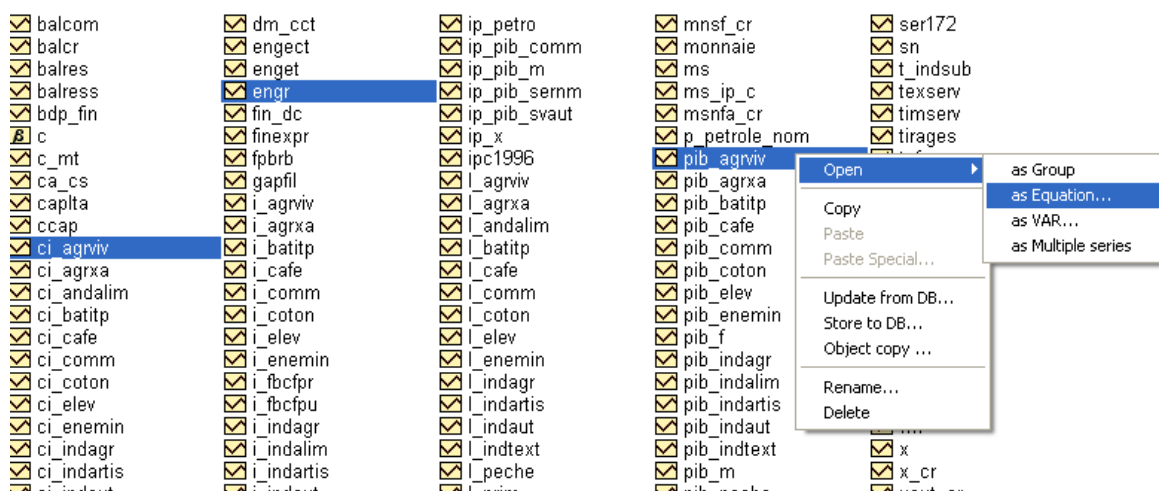 balcom
balcr
balres
balress
bdp_fin
β c
c_mt
ca_cs
caplta
ccap
ci_agrviv
ci_agrxa
ci_andalim
ci_batitp
ci_cafe
ci_comm
ci_coton
ci_elev
ci_enemin
ci_indagr
ci_indartis
dm_cct
engect
enget
engr
fin_dc
finexpr
fpbrb
gapfil
i_agrviv
i_agrxa
i_batitp
i_cafe
i_comm
i_coton
i_elev
i_enemin
i_fbcfpr
i_fbcfpu
i_indagr
i_indalim
i_indartis
ip_petro
ip_pib_comm
ip_pib_m
ip_pib_sernm
ip_pib_svaut
ip_x
ipc1996
l_agrviv
l_agrxa
l_andalim
l_batitp
l_cafe
l_comm
l_coton
l_elev
l_enemin
l_indagr
l_indalim
l_indartis
l_indaut
l_indtext
l_peche
mnsf_cr
monnaie
ms
ms_ip_c
msnfa_cr
p_petrole_nom
pib_agrviv
pib_agrxa
pib_batitp
pib_cafe
pib_comm
pib_coton
pib_elev
pib_enemin
pib_f
pib_indagr
pib_indalim
pib_indartis
pib_indaut
pib_indtext
pib_m
ser172
sn
t_indsub
texserv
timserv
tirages
x
x_cr
Open
Copy
Paste
Paste Special...
Update from DB...
Store to DB...
Object copy ...
Rename...
Delete
as Group
as Equation...
as VAR...
as Multiple series